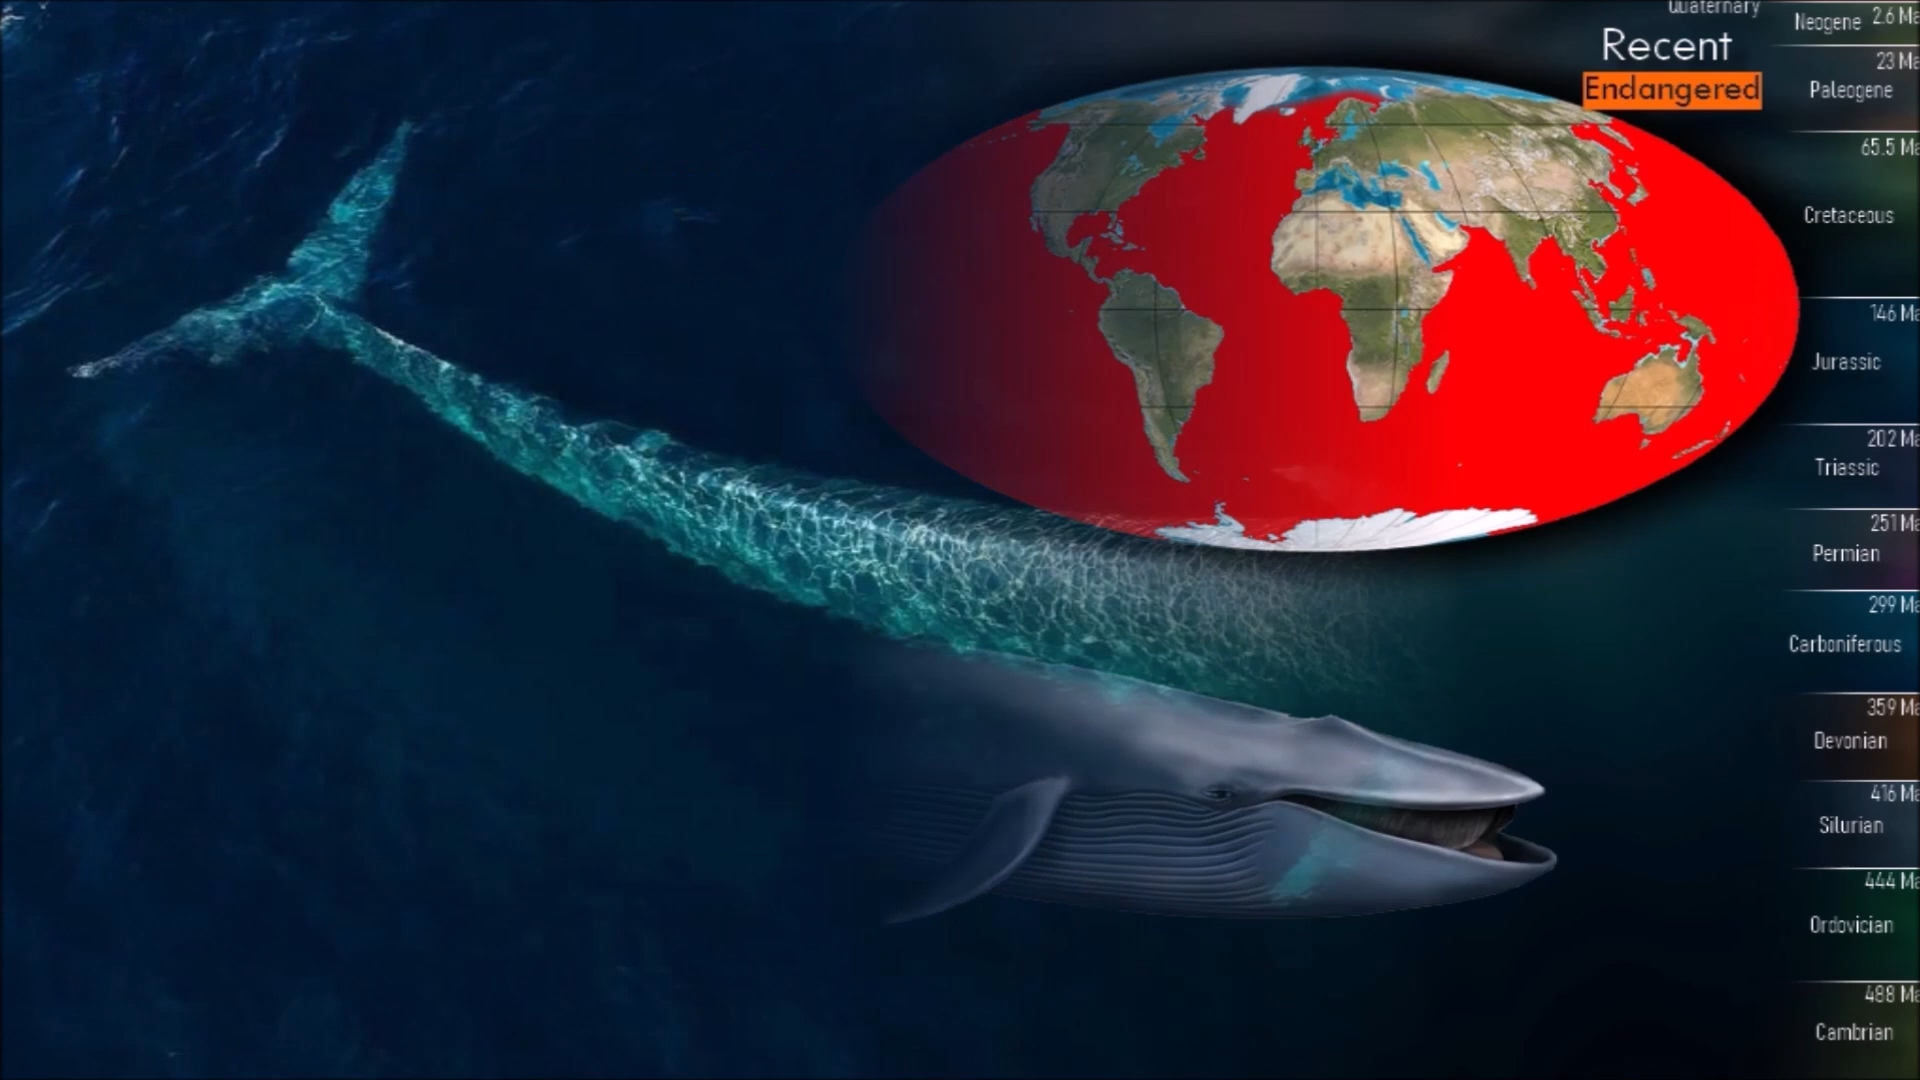 Quaternary
Recent
Endangered
Neogene 2.6 Ma
23 Ma
Paleogene
65.5 Ma
Cretaceous
146 Ma
Jurassic
202 Ma
Triassic
251 Ma
Permian
299 Ma
Carboniferous
359 Ma
Devonian
416 Ma
Silurian
444 Ma
Ordovician
488 Ma
Cambrian